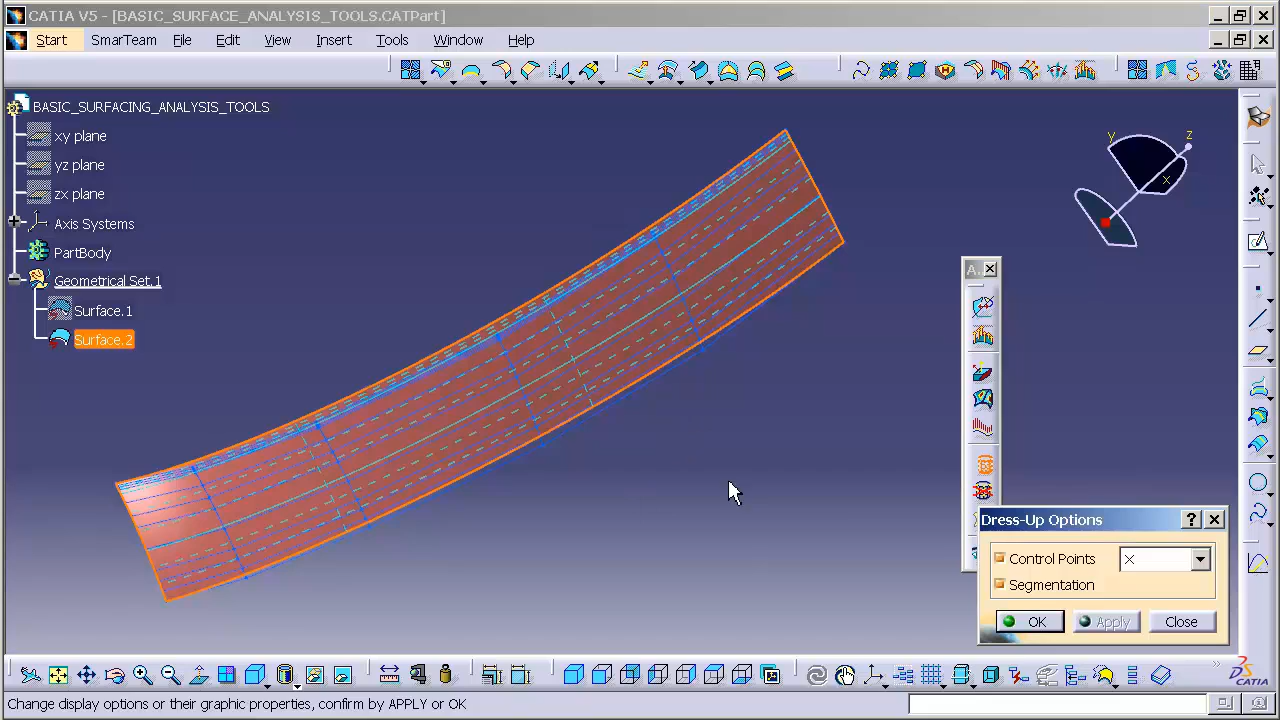 CATIA V5 - [BASIC_SURFACE_ANALYSIS_TOOLS.CATPart]
Start SmarTeam File Edit View Insert Tools Window Help
BASIC_SURFACING_ANALYSIS_TOOLS
xy plane
yz plane
zx plane
Axis Systems
PartBody
Geometrical Set.1
Surface.1
Surface.2
y z
x
A.
Dress-Up Options
Control Points
Segmentation
OK Apply Close
CATIA
Change display options or their graphic properties, confirm by APPLY or OK